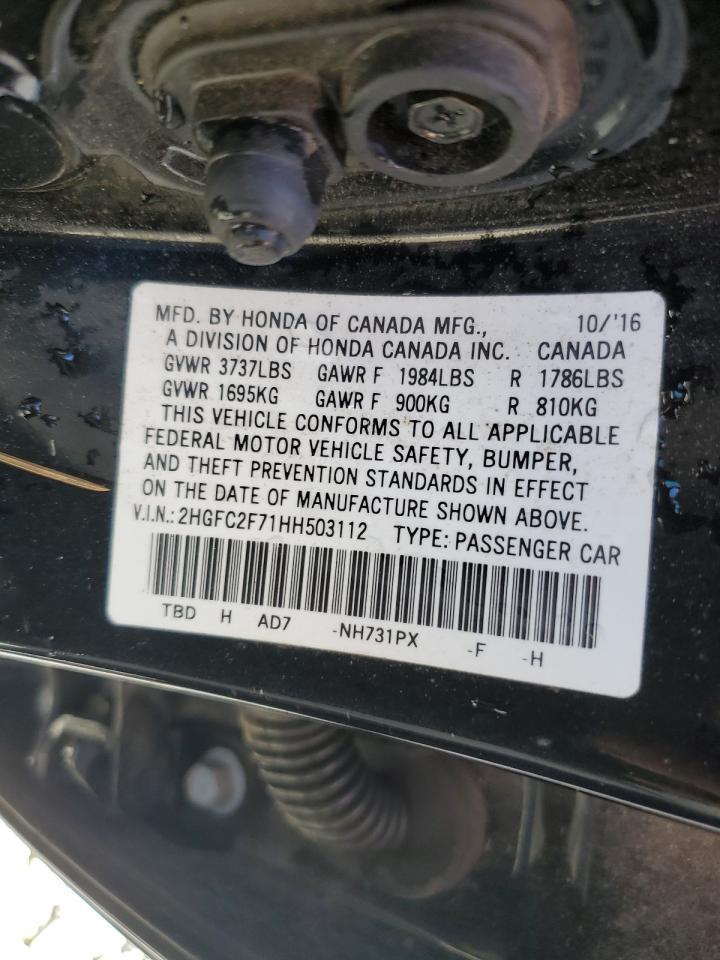 MFD. BY HONDA OF CANADA MFG., 10/'16
A DIVISION OF HONDA CANADA INC. CANADA
GVWR 3737LBS GAWR F 1984LBS R 1786LBS
GVWR 1695KG GAWR F 900KG R 810KG
THIS VEHICLE CONFORMS TO ALL APPLICABLE
FEDERAL MOTOR VEHICLE SAFETY, BUMPER,
AND THEFT PREVENTION STANDARDS IN EFFECT
ON THE DATE OF MANUFACTURE SHOWN ABOVE.
V.I.N.: 2HGFC2F71HH503112 TYPE: PASSENGER CAR
TBD H AD7 -NH731PX -F -H